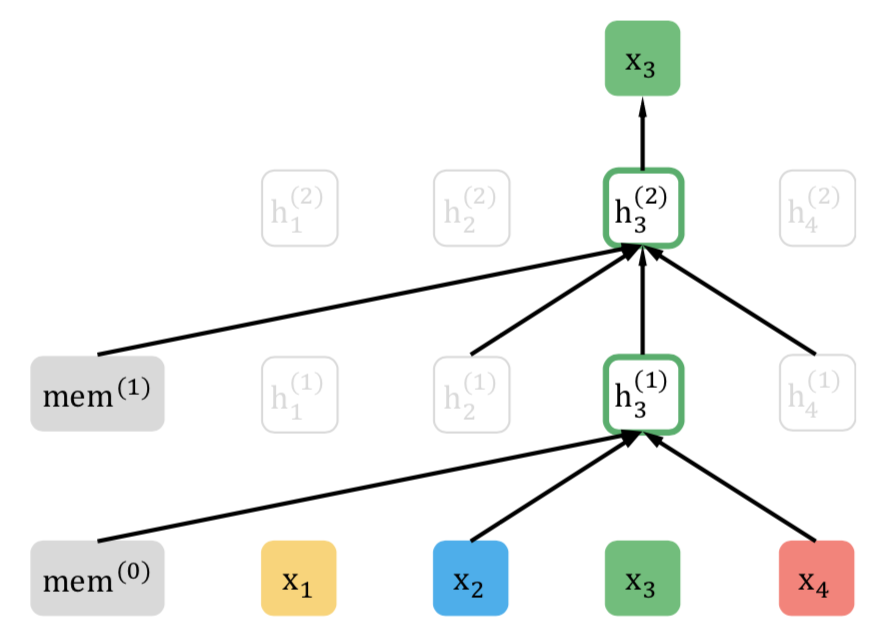 x₃
h₁⁽²⁾ h₂⁽²⁾ h₃⁽²⁾ h₄⁽²⁾
mem⁽¹⁾ h₁⁽¹⁾ h₂⁽¹⁾ h₃⁽¹⁾ h₄⁽¹⁾
mem⁽⁰⁾ x₁ x₂ x₃ x₄